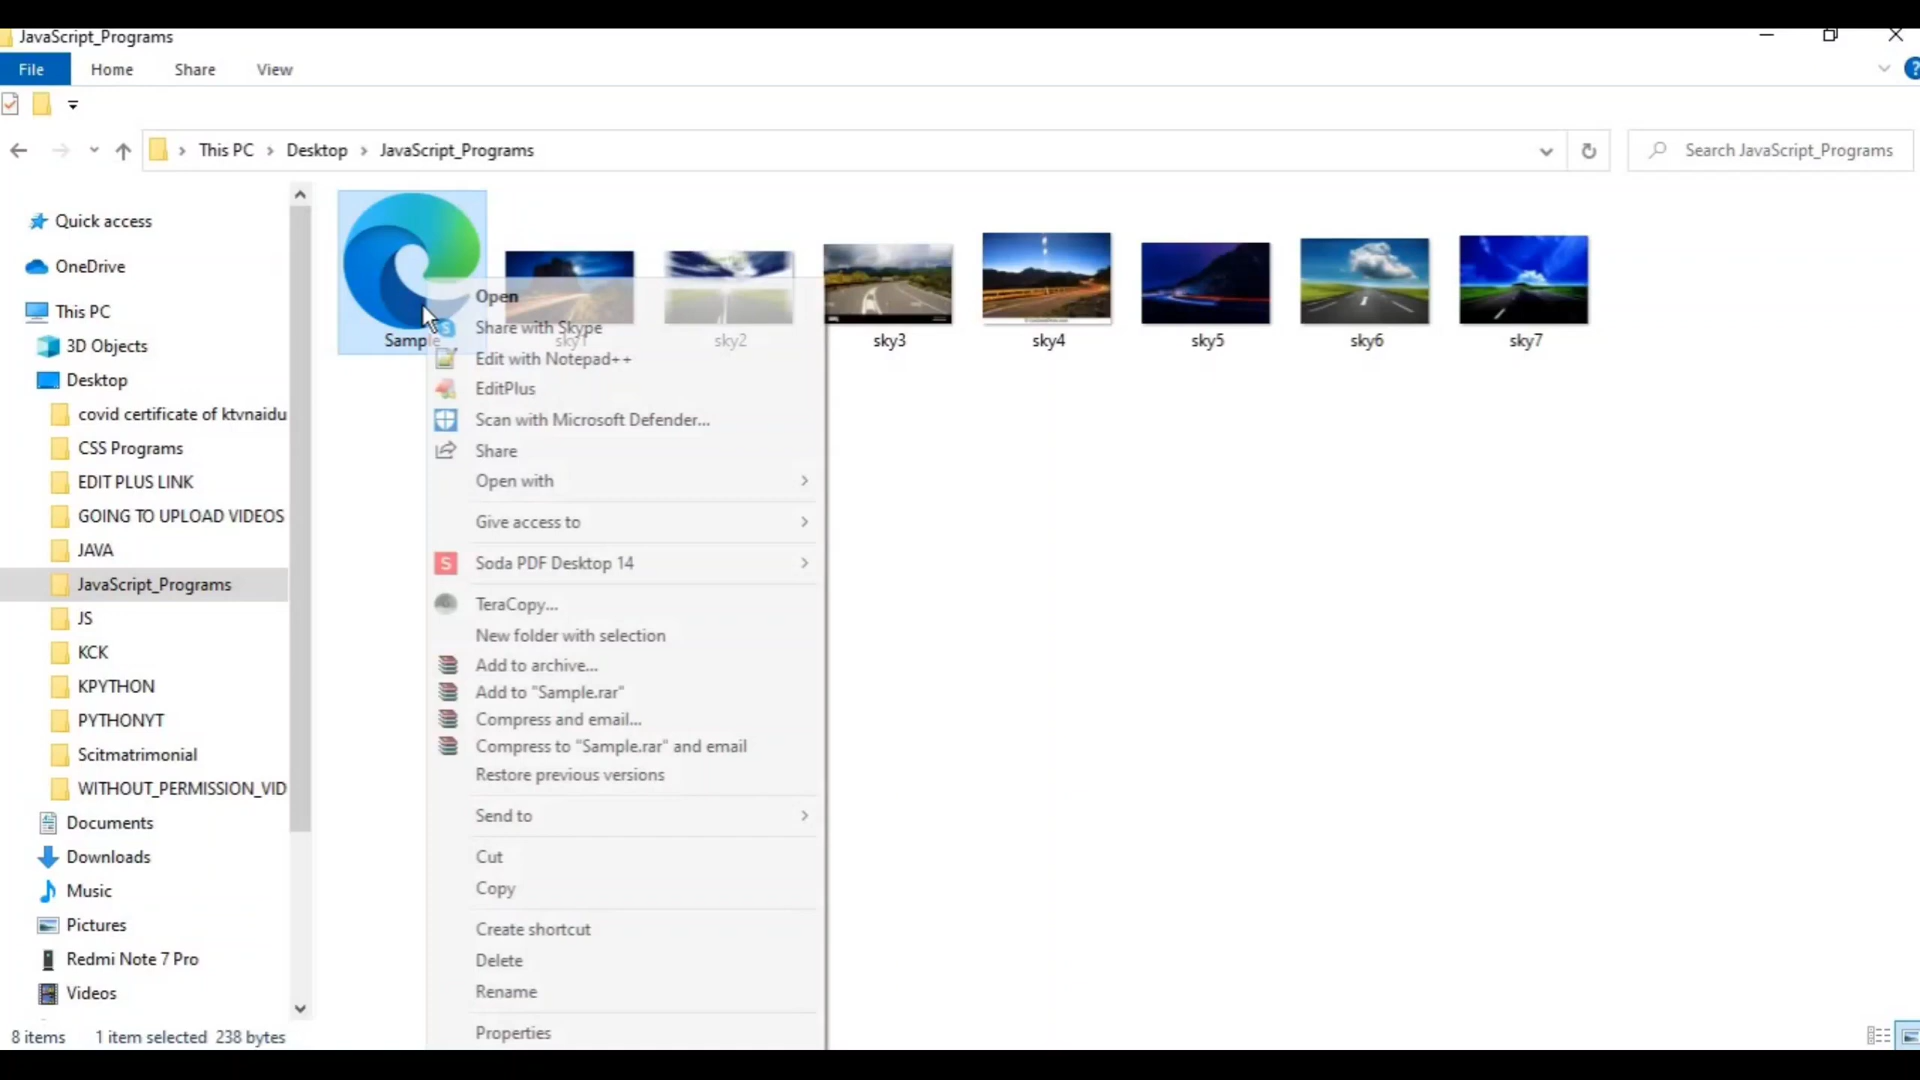 JavaScript_Programs
File Home Share View
This PC Desktop JavaScript_Programs
Search JavaScript_Programs
Quick access
OneDrive
This PC
3D Objects
Desktop
covid certificate of ktvnaidu
CSS Programs
EDIT PLUS LINK
GOING TO UPLOAD VIDEOS
JAVA
JavaScript_Programs
JS
KCK
KPYTHON
PYTHONYT
Scitmatrimonial
WITHOUT_PERMISSION_VID
Documents
Downloads
Music
Pictures
Redmi Note 7 Pro
Videos
Sample sky1 sky2 sky3 sky4 sky5 sky6 sky7
Open
Share with Skype
Edit with Notepad++
EditPlus
Scan with Microsoft Defender...
Share
Open with
Give access to
Soda PDF Desktop 14
TeraCopy...
New folder with selection
Add to archive...
Add to "Sample.rar"
Compress and email...
Compress to "Sample.rar" and email
Restore previous versions
Send to
Cut
Copy
Create shortcut
Delete
Rename
Properties
8 items 1 item selected 238 bytes